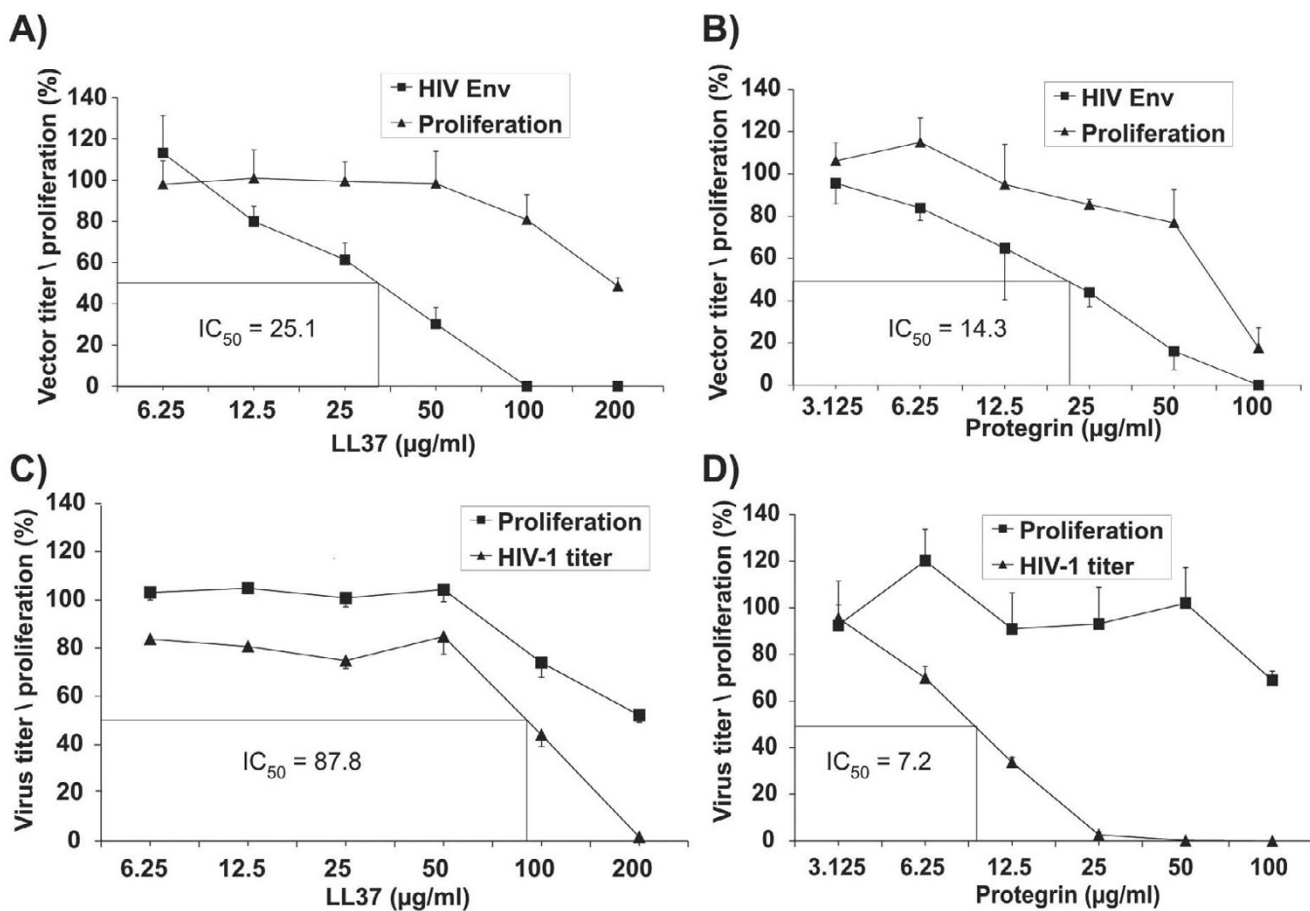 A)
HIV Env
Proliferation
Vector titer \ proliferation (%)
140
120
100
80
60
40
20
0
IC50 = 25.1
6.25 12.5 25 50 100 200
LL37 (µg/ml)
B)
HIV Env
Proliferation
Vector titer \ proliferation (%)
140
120
100
80
60
40
20
0
IC50 = 14.3
3.125 6.25 12.5 25 50 100
Protegrin (µg/ml)
C)
Proliferation
HIV-1 titer
Virus titer \ proliferation (%)
140
120
100
80
60
40
20
0
IC50 = 87.8
6.25 12.5 25 50 100 200
LL37 (µg/ml)
D)
Proliferation
HIV-1 titer
Virus titer \ proliferation (%)
140
120
100
80
60
40
20
0
IC50 = 7.2
3.125 6.25 12.5 25 50 100
Protegrin (µg/ml)